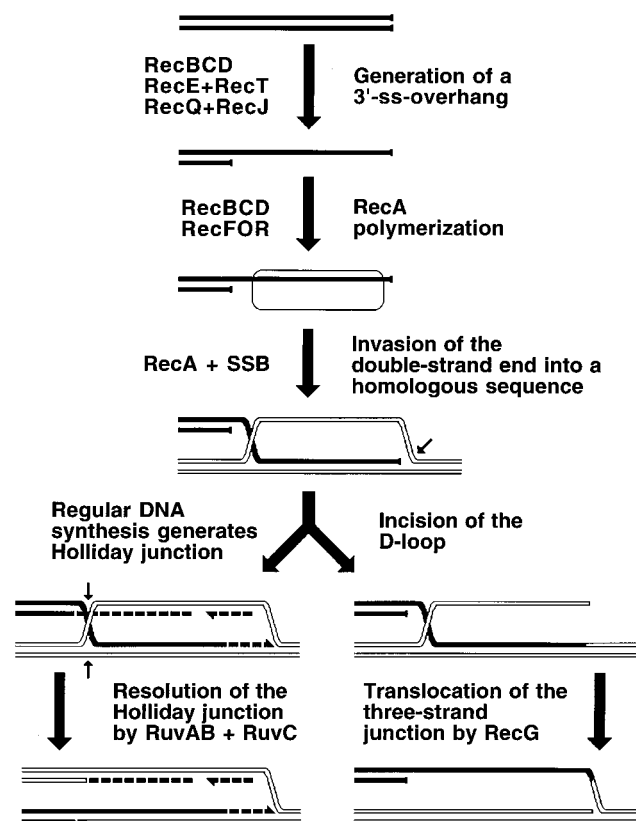 RecBCD
RecE+RecT
RecQ+RecJ
Generation of a
3'-ss-overhang
RecBCD
RecFOR
RecA
polymerization
RecA + SSB
Invasion of the
double-strand end into a
homologous sequence
Regular DNA
synthesis generates
Holliday junction
Incision of the
D-loop
Resolution of the
Holliday junction
by RuvAB + RuvC
Translocation of the
three-strand
junction by RecG